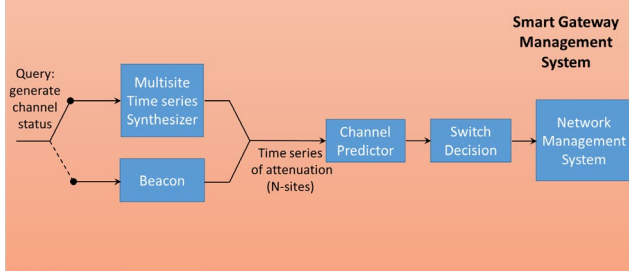 Smart Gateway
Management
System
Query:
generate
channel
status
Multisite
Time series
Synthesizer
Beacon
Time series
of attenuation
(N-sites)
Channel
Predictor
Switch
Decision
Network
Management
System